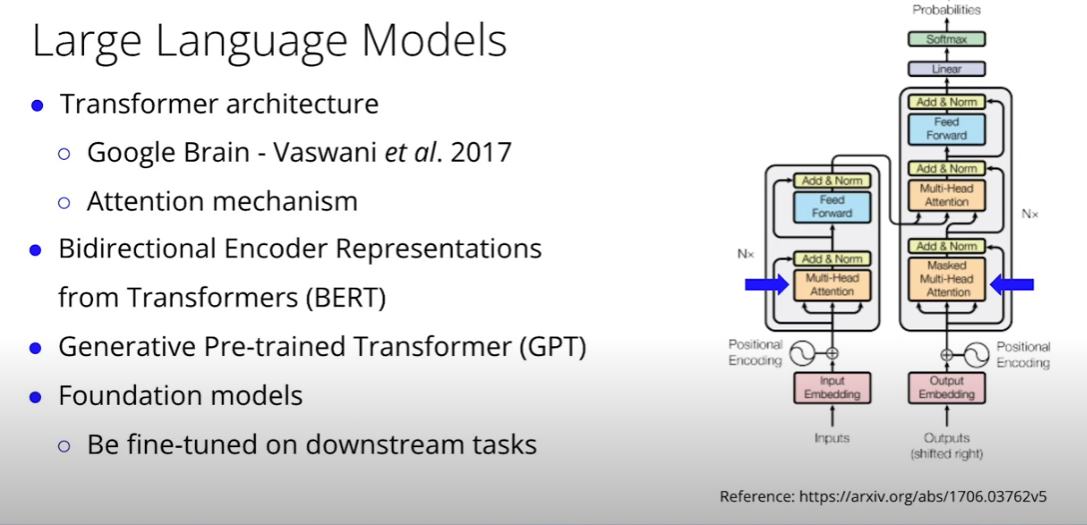 Large Language Models
● Transformer architecture
○ Google Brain - Vaswani et al. 2017
○ Attention mechanism
● Bidirectional Encoder Representations
from Transformers (BERT)
● Generative Pre-trained Transformer (GPT)
● Foundation models
○ Be fine-tuned on downstream tasks
Probabilities
Softmax
Linear
Add & Norm
Feed
Forward
Add & Norm
Multi-Head
Attention
Nx
Add & Norm
Masked
Multi-Head
Attention
Positional
Encoding
Output
Embedding
Outputs
(shifted right)
Add & Norm
Feed
Forward
Nx
Add & Norm
Multi-Head
Attention
Positional
Encoding
Input
Embedding
Inputs
Reference: https://arxiv.org/abs/1706.03762v5